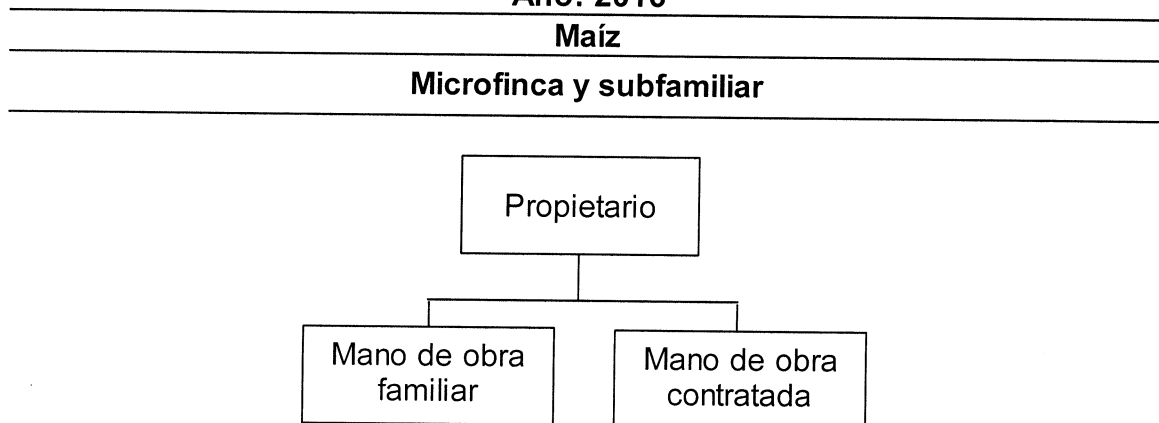 Maíz
Microfinca y subfamiliar
Propietario
Mano de obra
familiar
Mano de obra
contratada